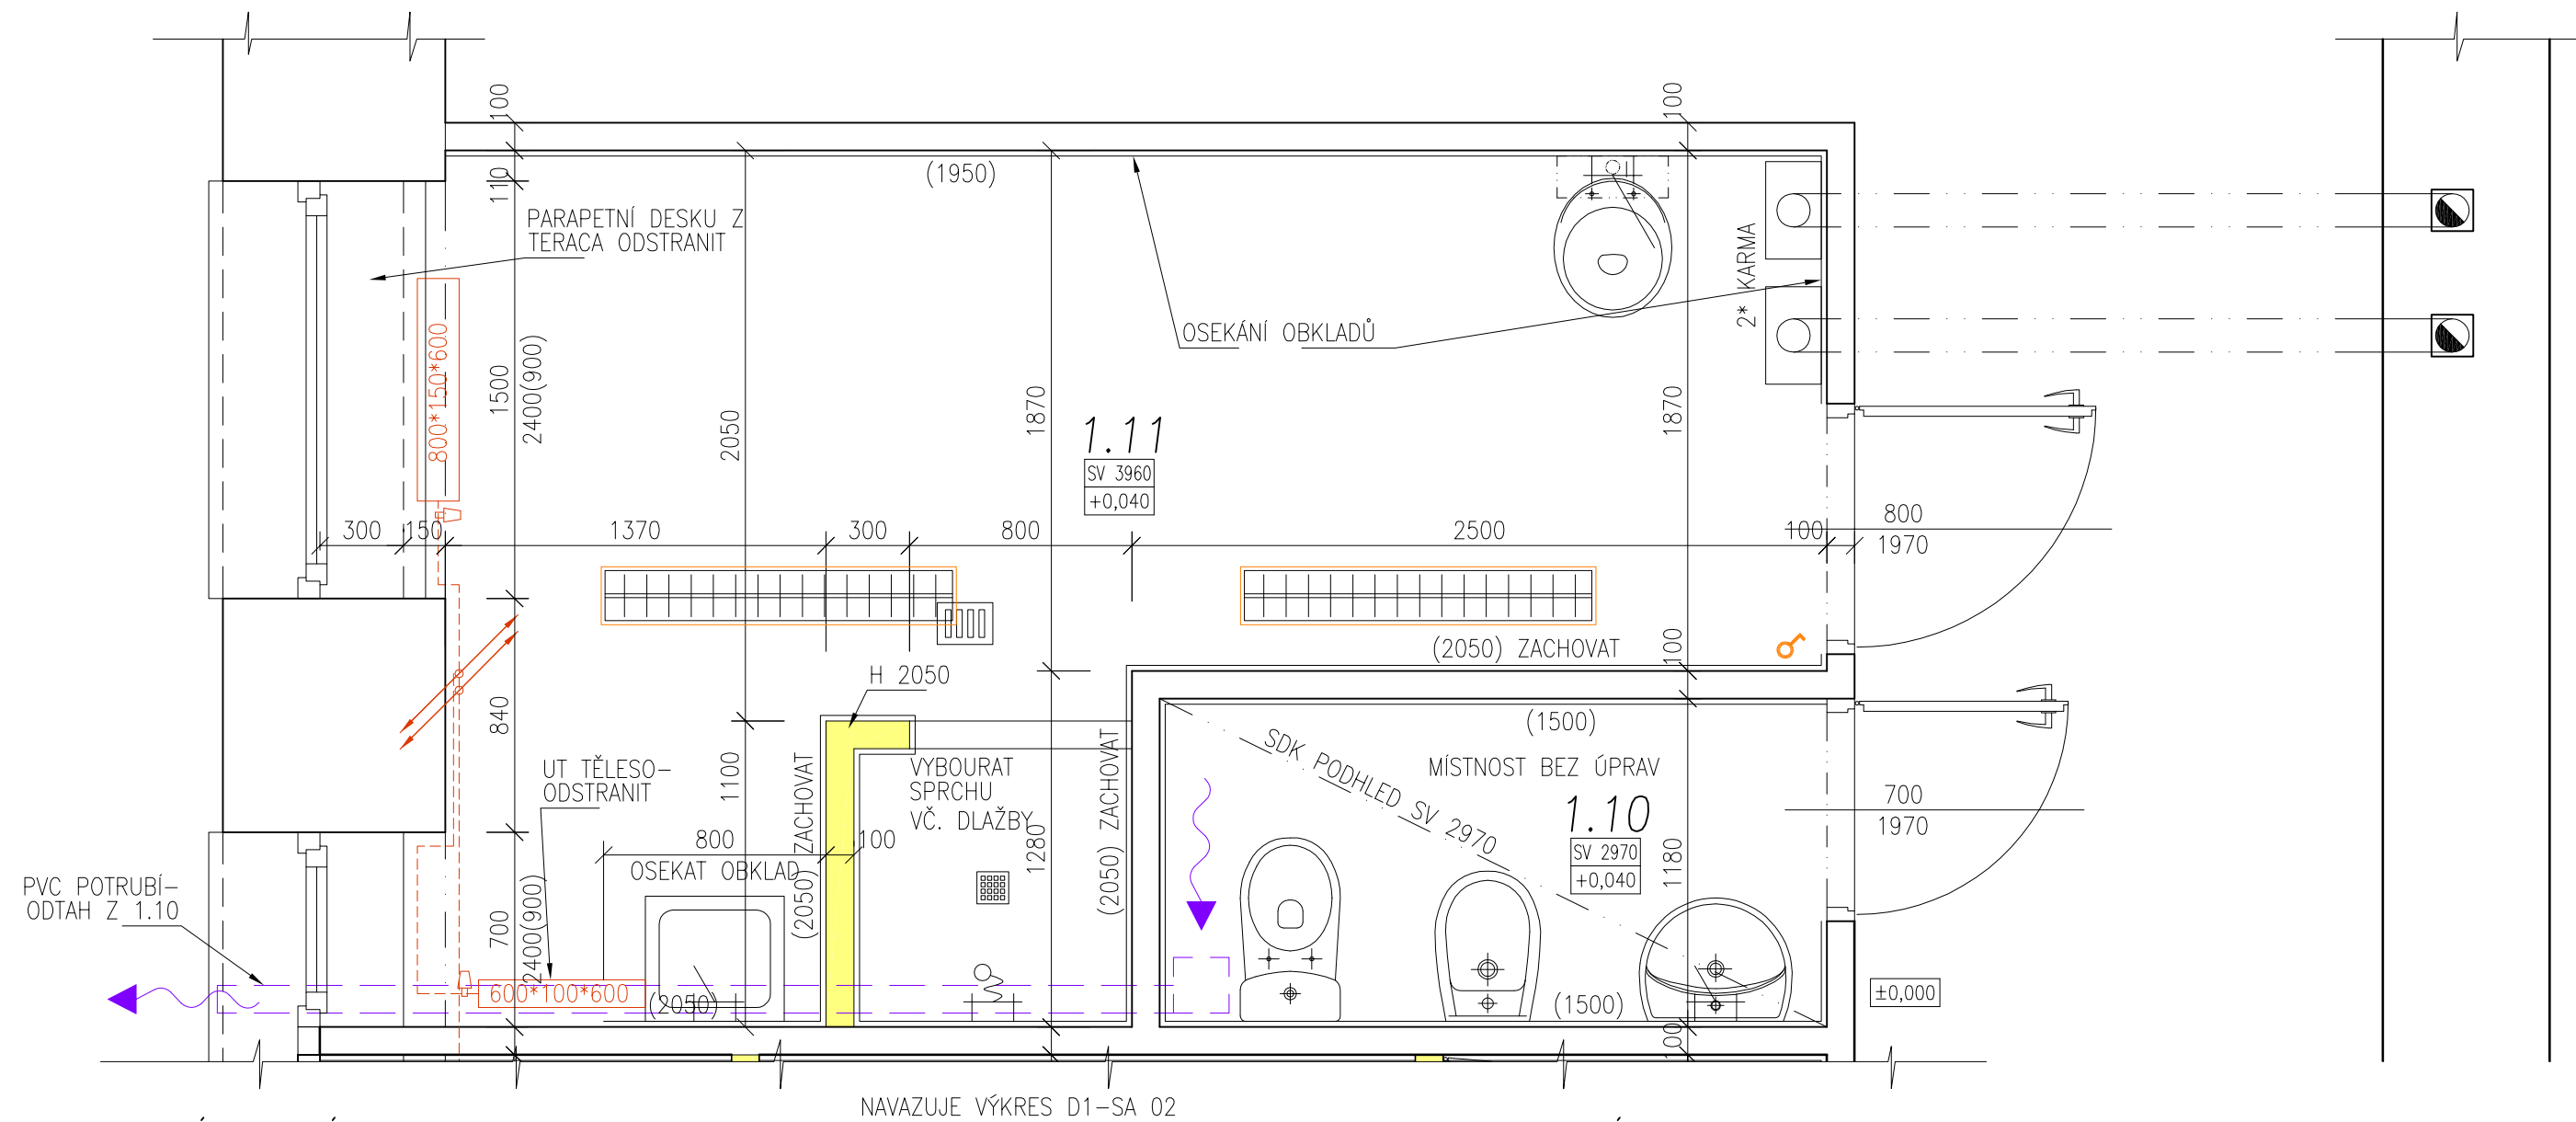 100
100
110
(1950)
PARAPETNÍ DESKU Z
TERACA ODSTRANIT
2* KARMA
OSEKÁNÍ OBKLADŮ
800*150*600
1500
2400(900)
2050
1870
1870
1.11
SV 3960
+0,040
300
150
1370
300
800
2500
100
800
1970
(2050) ZACHOVAT
100
H 2050
840
(1500)
SDK PODHLED SV 2970
MÍSTNOST BEZ ÚPRAV
1.10
SV 2970
+0,040
700
1970
UT TĚLESO-
ODSTRANIT
1100
(2050) ZACHOVAT
VYBOURAT
SPRCHU
VČ. DLAŽBY
(2050) ZACHOVAT
1280
1180
800
100
OSEKAT OBKLAD
PVC POTRUBÍ-
ODTAH Z 1.10
700
2400(900)
600*100*600
(2050)
(1500)
±0,000
100
NAVAZUJE VÝKRES D1-SA 02